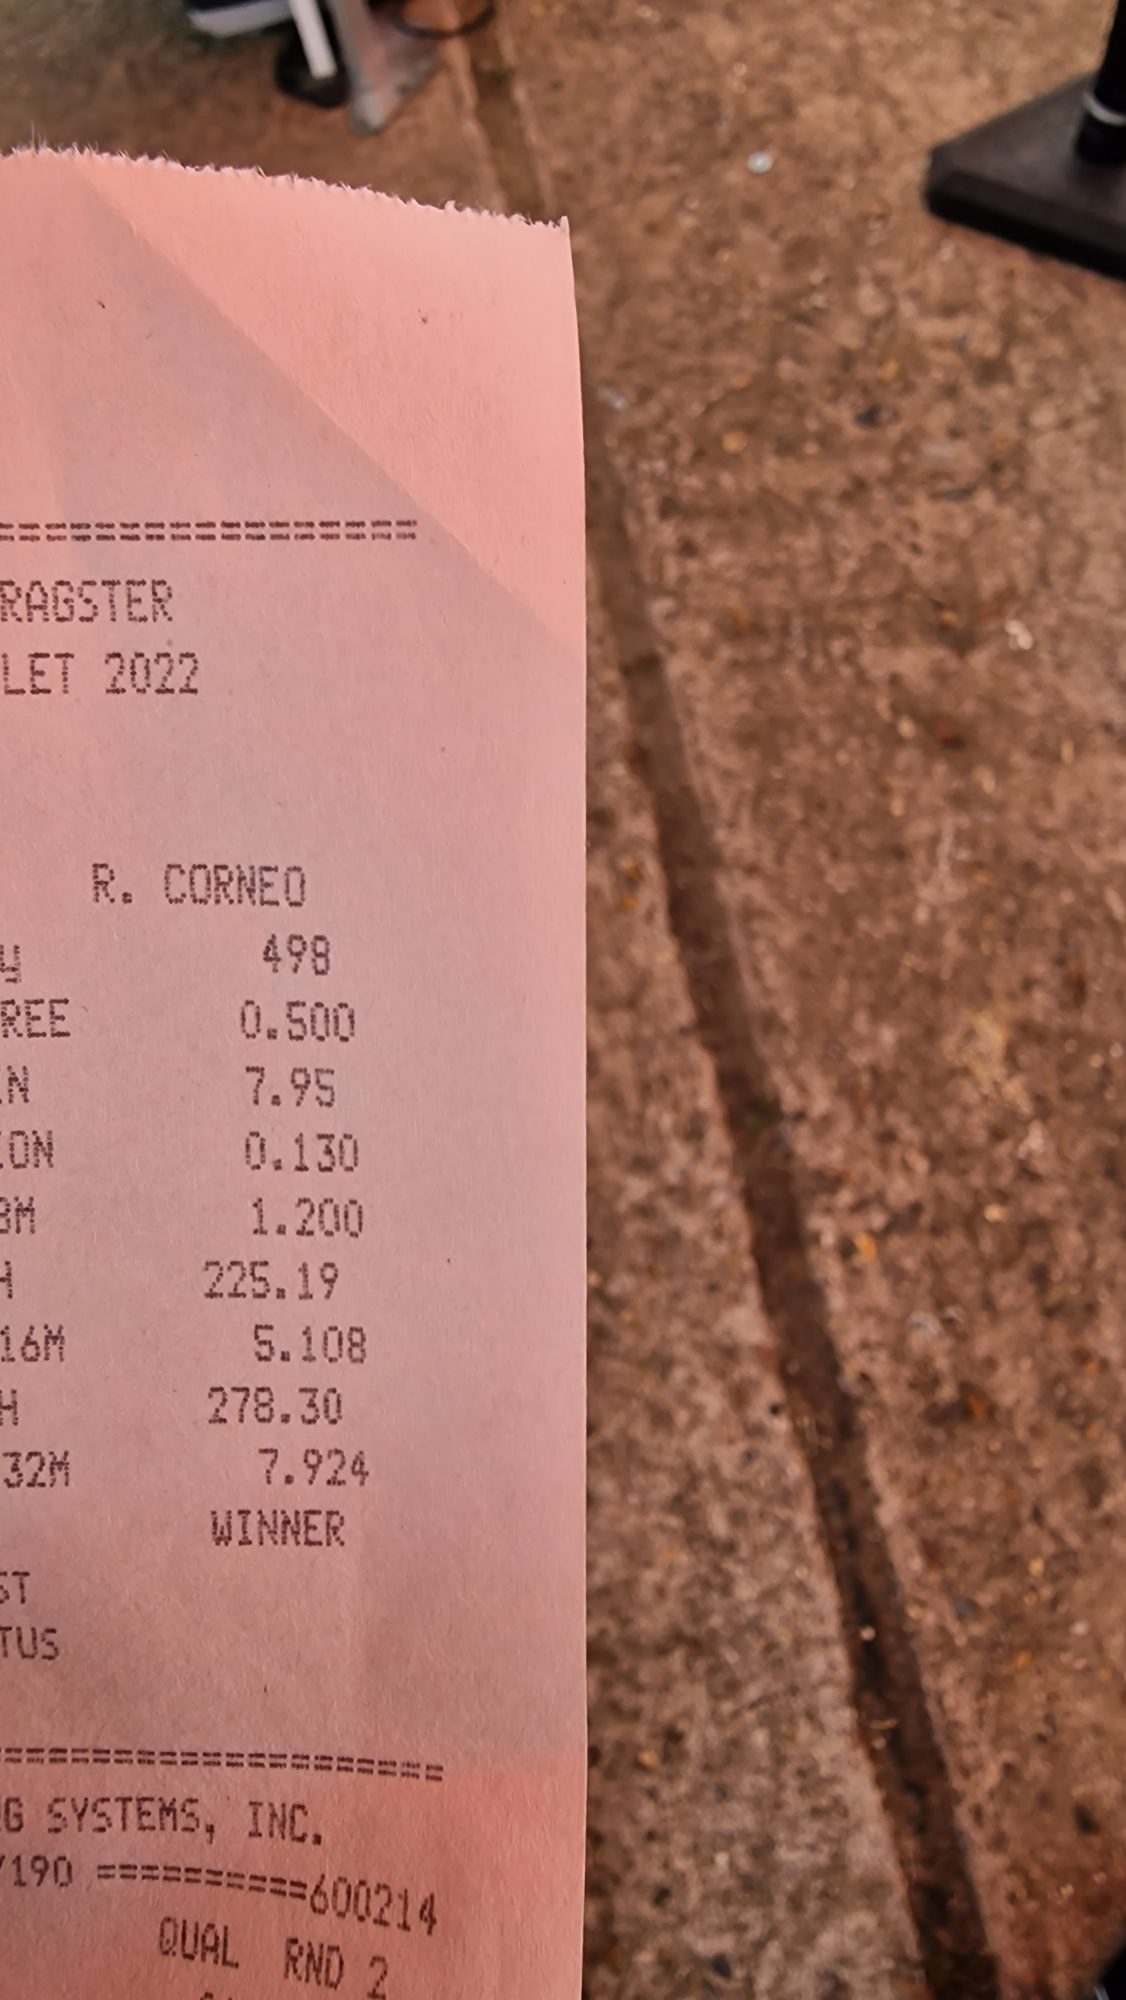 ==================
RAGSTER
LET 2022
R. CORNEO
498
REE 0.500
N 7.95
ON 0.130
8M 1.200
H 225.19
16M 5.108
H 278.30
32M 7.924
WINNER
ST
TUS
===================
G SYSTEMS, INC.
/190 ==========600214
QUAL RND 2